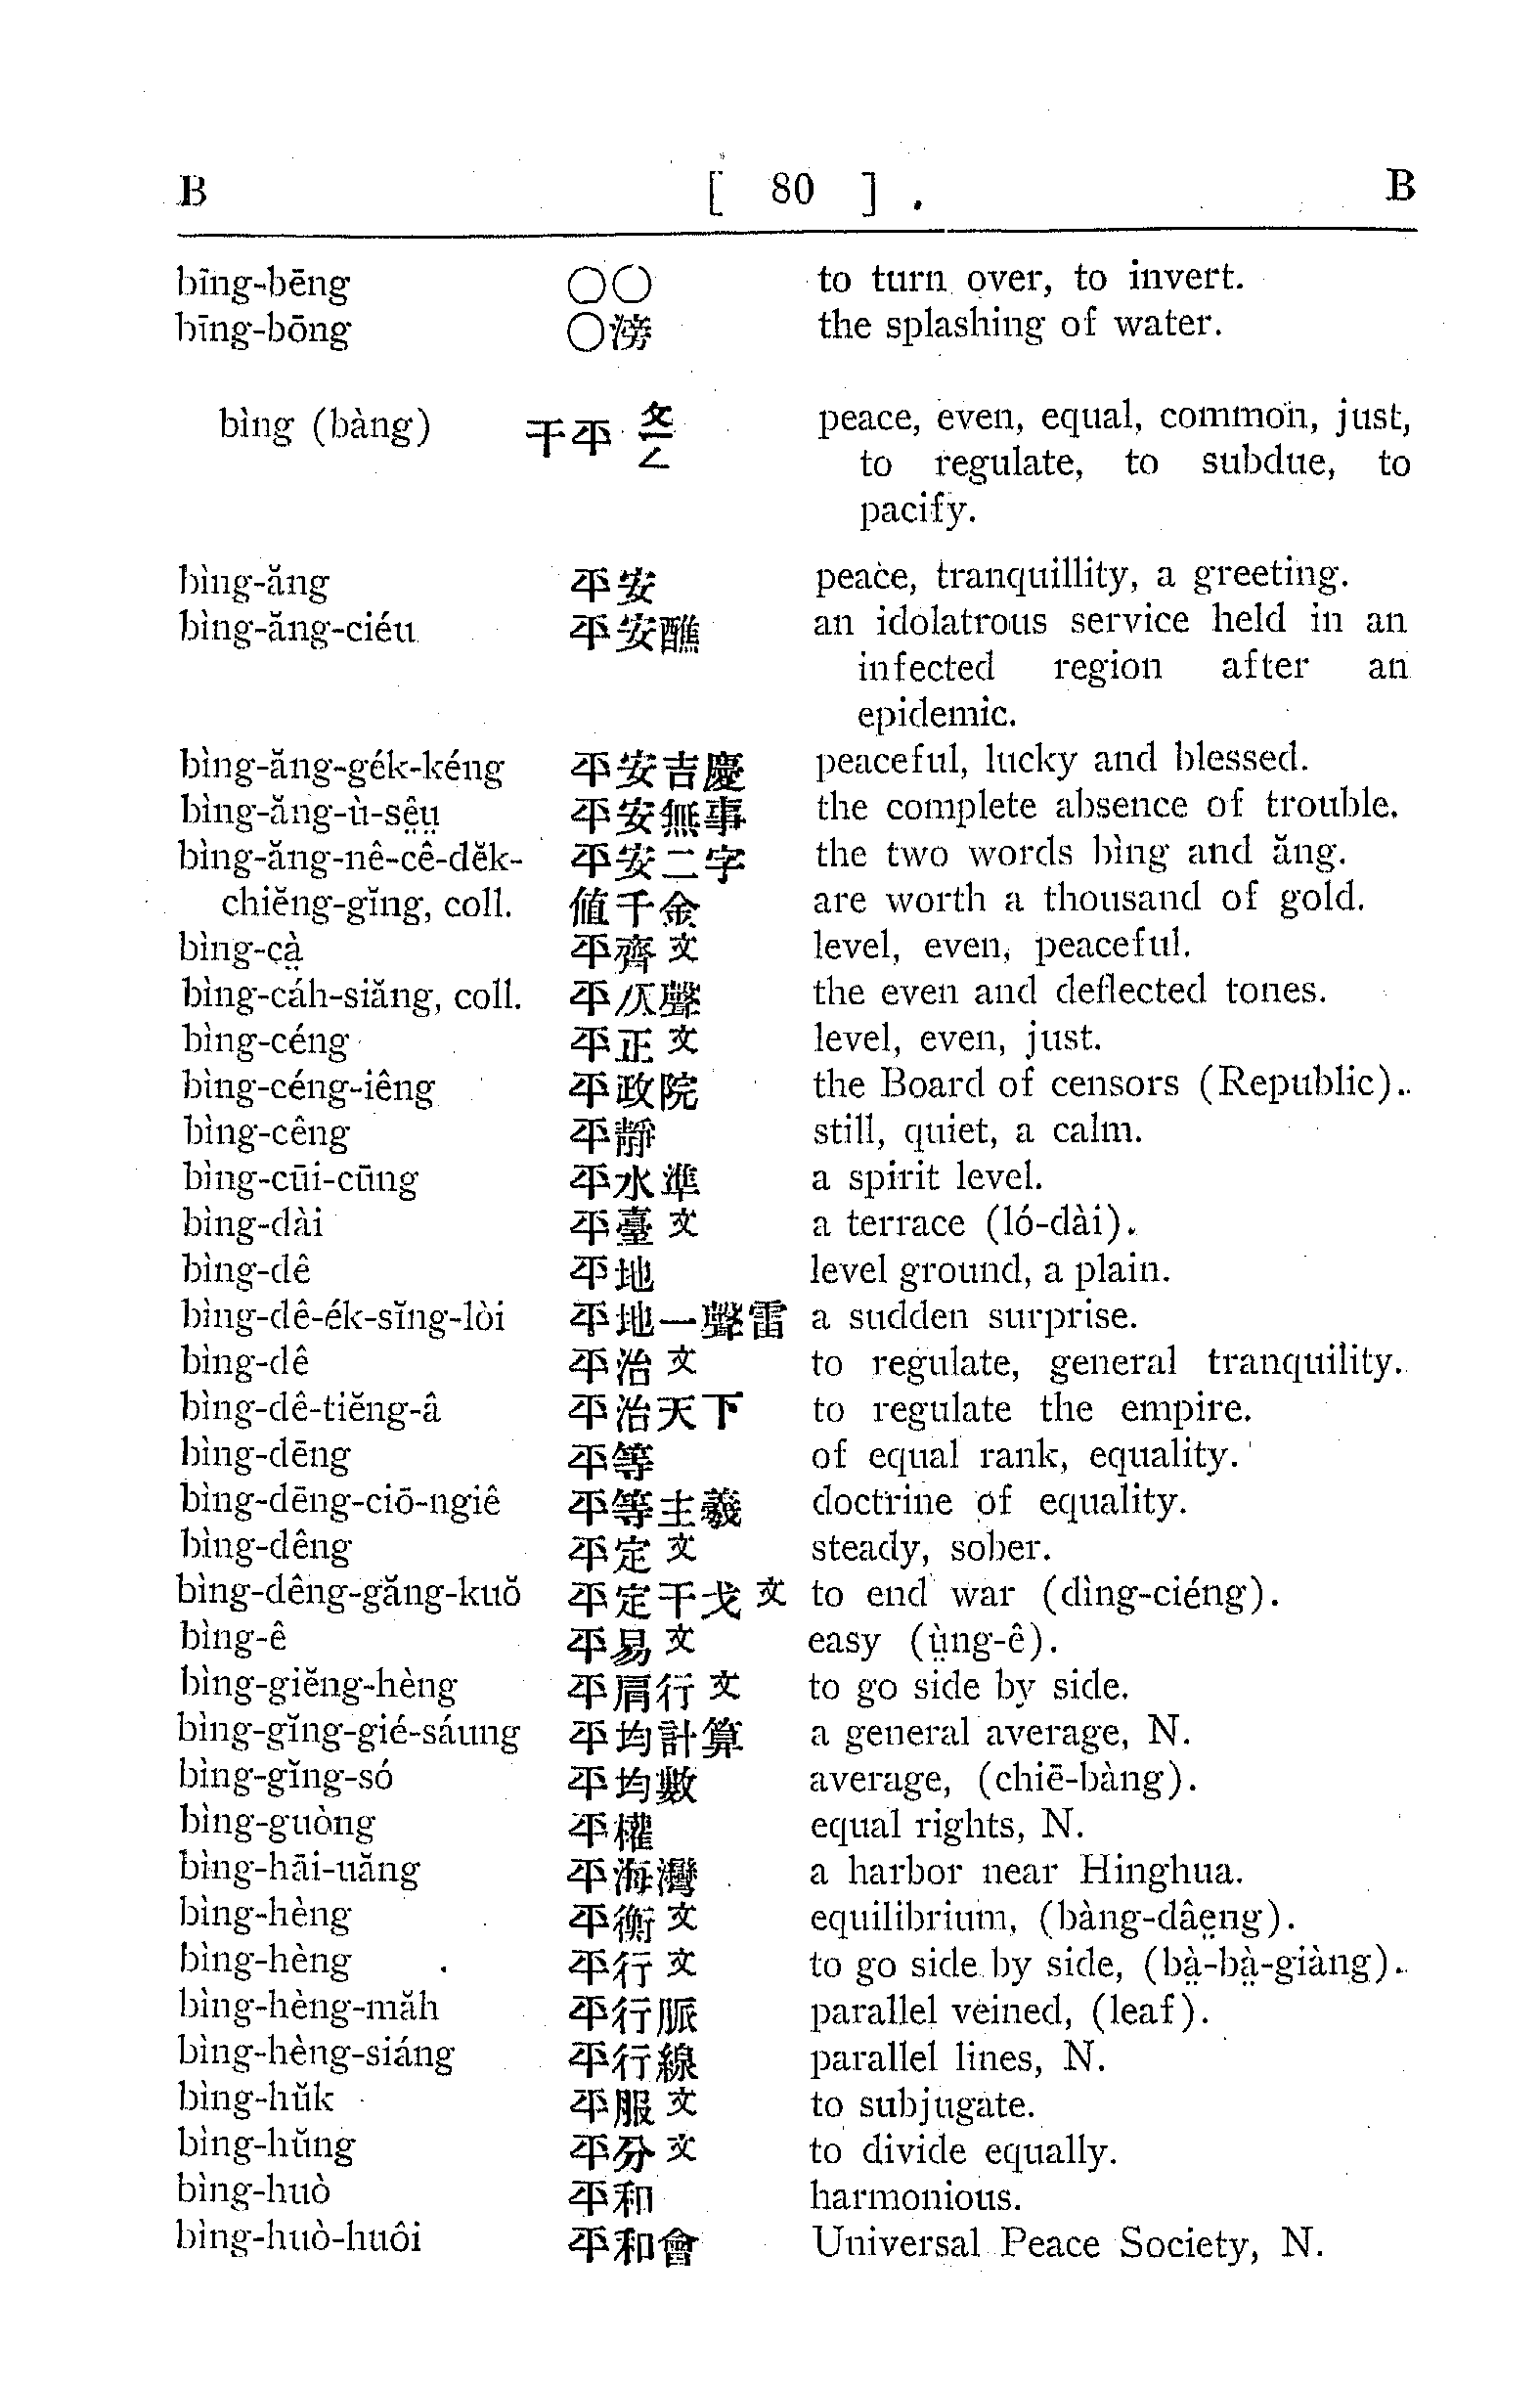 B [ 80 ] . B
bīng-bēng ○○ to turn over, to invert.
bīng-bōng ○滂 the splashing of water.
bìng (bàng) 干平 ㄆㄧㄥ peace, even, equal, common, just,
to regulate, to subdue, to
pacify.
bìng-ăng 平安 peace, tranquillity, a greeting.
bìng-ăng-ciéu 平安醮 an idolatrous service held in an
infected region after an
epidemic.
bìng-ăng-gék-kéng 平安吉慶 peaceful, lucky and blessed.
bìng-ăng-ù-sê̤ṳ 平安無事 the complete absence of trouble.
bìng-ăng-nê-cê-dĕk- 平安二字 the two words bìng and ăng.
chiĕng-gĭng, coll. 値千金 are worth a thousand of gold.
bìng-cà̤ 平齊文 level, even, peaceful.
bìng-cáh-siăng, coll. 平仄聲 the even and deflected tones.
bìng-céng 平正文 level, even, just.
bìng-céng-iêng 平政院 the Board of censors (Republic).
bìng-cêng 平靜 still, quiet, a calm.
bìng-cūi-cūng 平水準 a spirit level.
bìng-dài 平臺文 a terrace (ló-dài).
bìng-dê 平地 level ground, a plain.
bìng-dê-ék-sĭng-lòi 平地一聲雷 a sudden surprise.
bìng-dê 平治文 to regulate, general tranquility.
bìng-dê-tiĕng-â 平治天下 to regulate the empire.
bìng-dēng 平等 of equal rank, equality.
bìng-dēng-ciō-ngiê 平等主義 doctrine of equality.
bìng-dêng 平定文 steady, sober.
bìng-dêng-găng-kuŏ 平定干戈文 to end war (dìng-ciéng).
bìng-ê 平易文 easy (ṳ̀ng-ê).
bìng-giĕng-hèng 平肩行文 to go side by side.
bìng-gĭng-gié-sáung 平均計算 a general average, N.
bìng-gĭng-só 平均數 average, (chiē-bàng).
bìng-guòng 平權 equal rights, N.
bìng-hāi-uăng 平海灣 a harbor near Hinghua.
bìng-hèng 平衡文 equilibrium, (bàng-dâe̤ng).
bìng-hèng 平行文 to go side by side, (bà̤-bà̤-giàng).
bìng-hèng-măh 平行脈 parallel veined, (leaf).
bìng-hèng-siáng 平行線 parallel lines, N.
bìng-hŭk 平服文 to subjugate.
bìng-hŭng 平分文 to divide equally.
bìng-huò 平和 harmonious.
bìng-huò-huôi 平和會 Universal Peace Society, N.